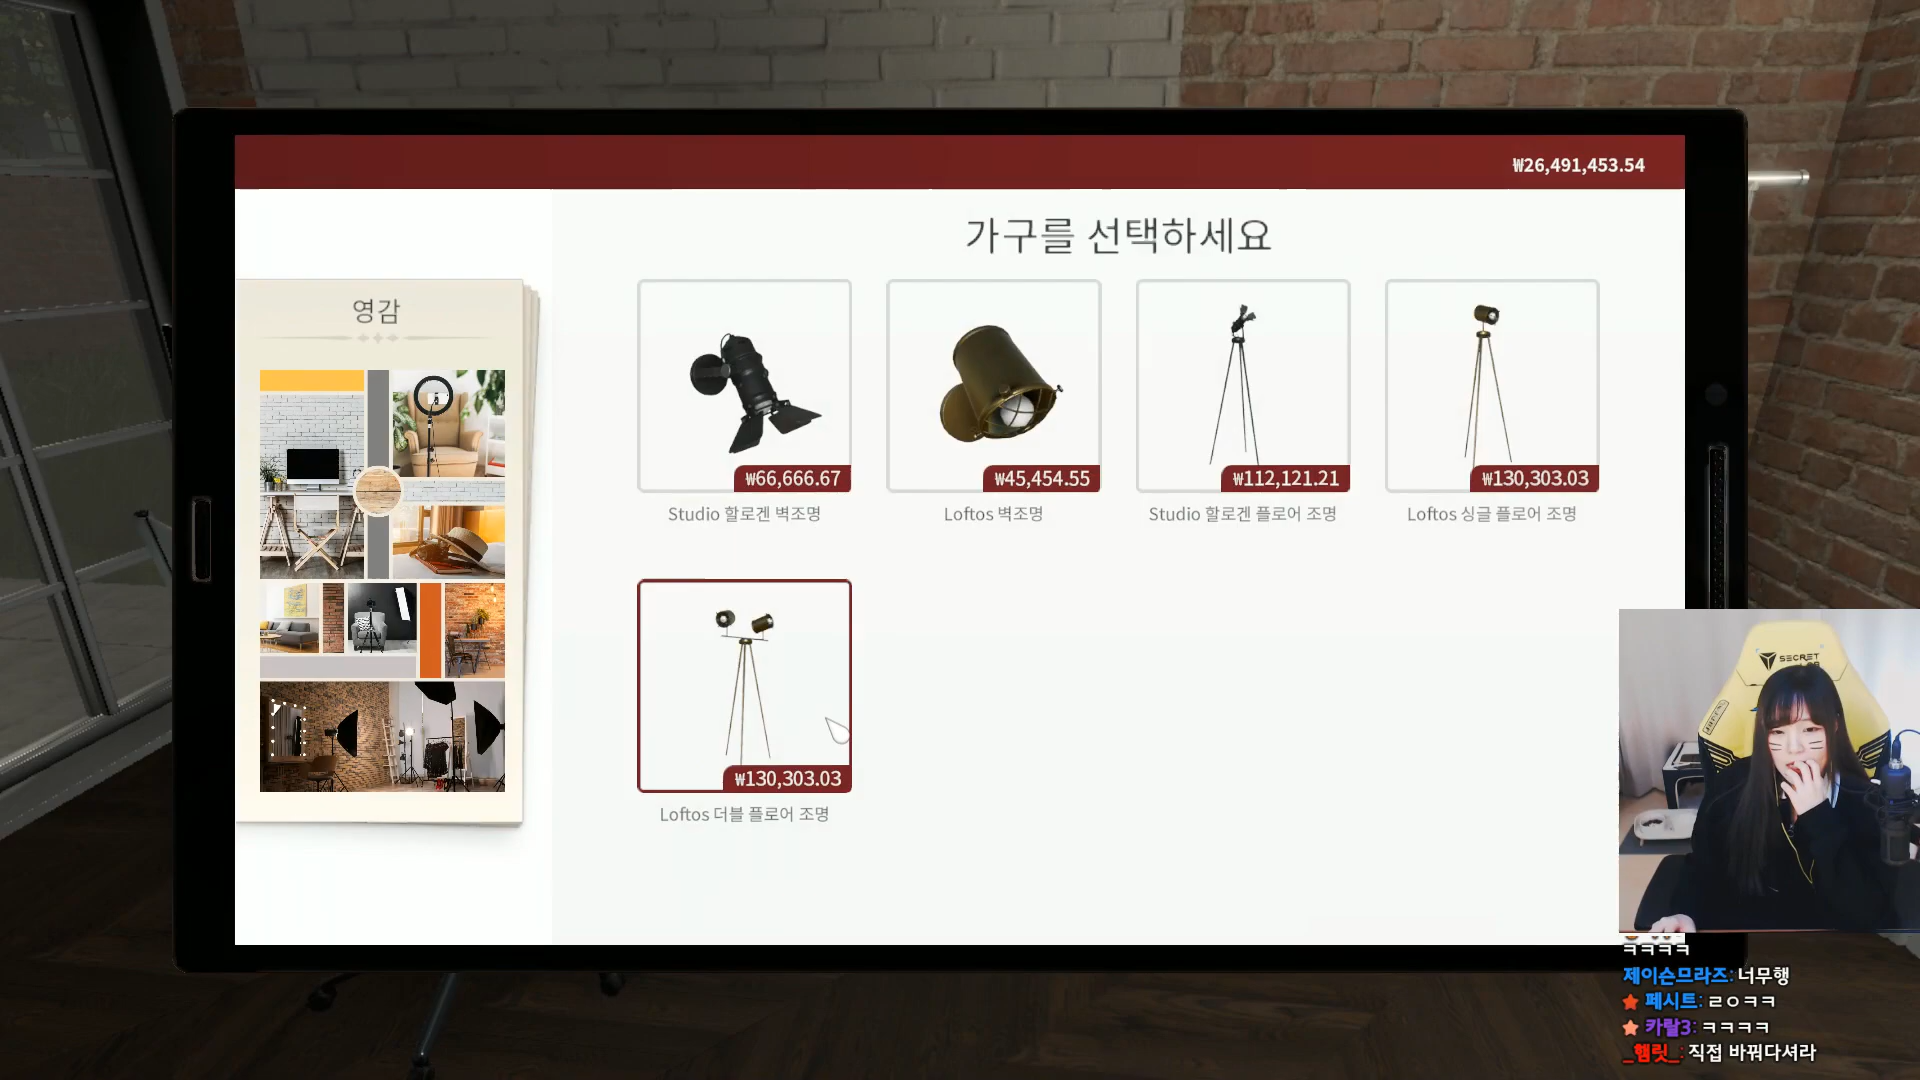 ₩26,491,453.54
가구를 선택하세요
영감
₩66,666.67
₩45,454.55
₩112,121.21
₩130,303.03
Studio 할로겐 벽조명
Loftos 벽조명
Studio 할로겐 플로어 조명
Loftos 싱글 플로어 조명
₩130,303.03
Loftos 더블 플로어 조명
SECRET
ㅋㅋㅋㅋ
제이슨므라즈: 너무행
페시트: ㄹㅇㅋㅋ
카랄3: ㅋㅋㅋㅋ
_햄릿_: 직접 바꿔다셔라